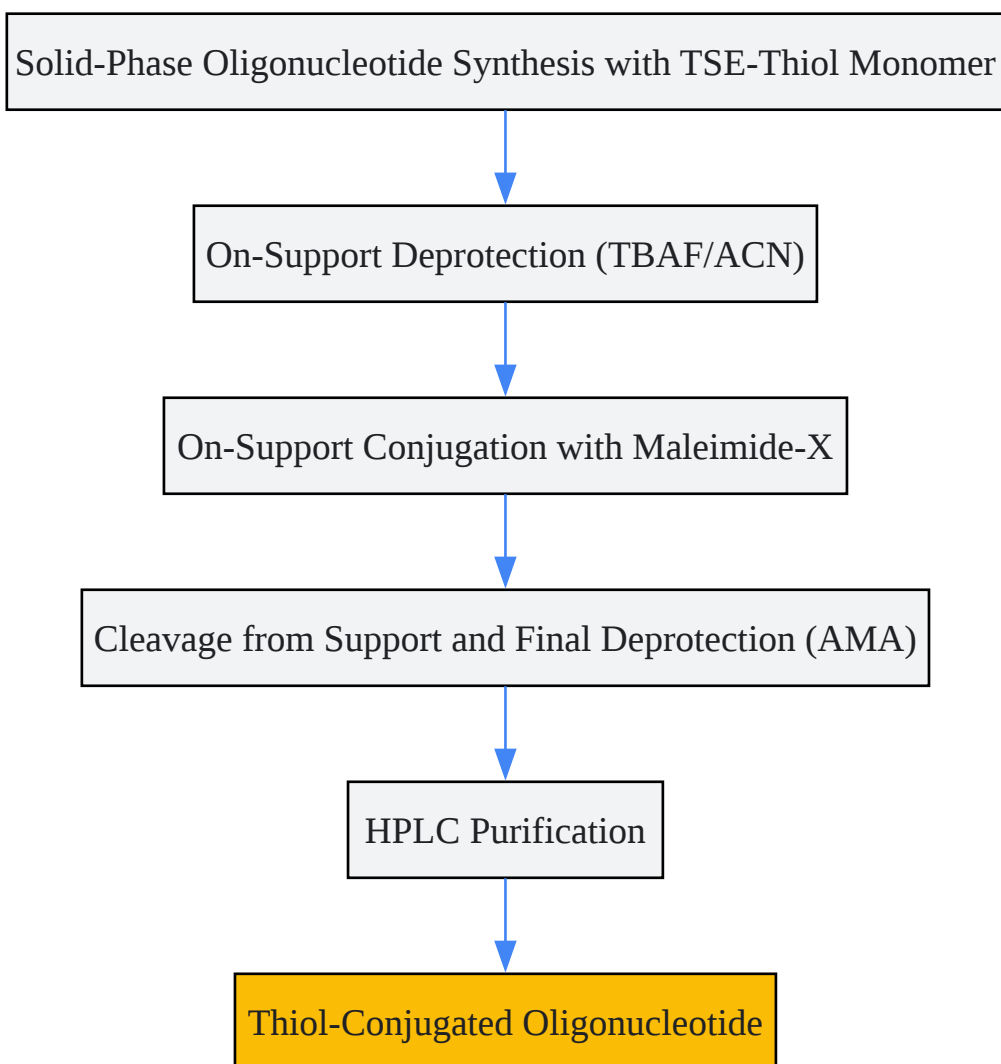 Solid-Phase Oligonucleotide Synthesis with TSE-Thiol Monomer
On-Support Deprotection (TBAF/ACN)
On-Support Conjugation with Maleimide-X
Cleavage from Support and Final Deprotection (AMA)
HPLC Purification
Thiol-Conjugated Oligonucleotide